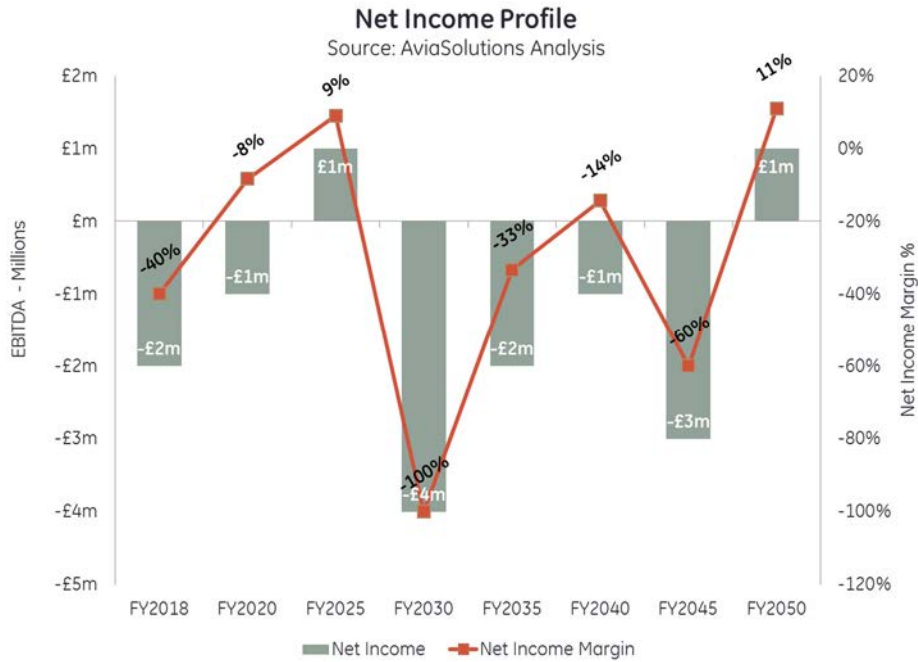 Net Income Profile
Source: AviaSolutions Analysis
£2m
£1m
£m
-£1m
-£2m
-£3m
-£4m
-£5m
EBITDA - Millions
20%
0%
-20%
-40%
-60%
-80%
-100%
-120%
Net Income Margin %
-40%
-8%
9%
-100%
-33%
-14%
-60%
11%
-£2m
-£1m
£1m
-£4m
-£2m
-£1m
-£3m
£1m
FY2018 FY2020 FY2025 FY2030 FY2035 FY2040 FY2045 FY2050
Net Income Net Income Margin